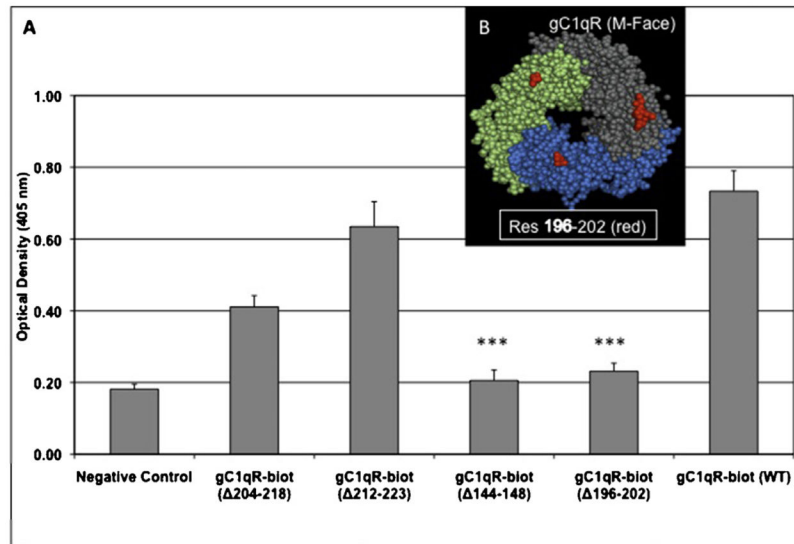 A
B
gC1qR (M-Face)
Res 196-202 (red)
1.00
0.80
0.60
0.40
0.20
0.00
Optical Density (405 nm)
***
***
Negative Control
gC1qR-biot
(Δ204-218)
gC1qR-biot
(Δ212-223)
gC1qR-biot
(Δ144-148)
gC1qR-biot
(Δ196-202)
gC1qR-biot (WT)